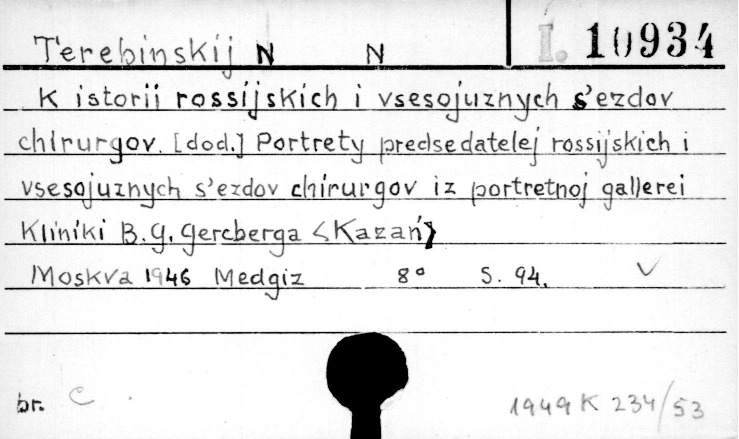 Terebinskij N N I. 10934
K istorii rossijskich i vsesojuznych s'ezdov
chirurgov. [dod.] Portrety predsedatelej rossijskich i
vsesojuznych s'ezdov chirurgov iz portretnoj gallerei
Kliniki B. G. Gercberga <Kazań>
Moskva 1946 Medgiz 8° S. 94. ✓
br. C
1949 K 234/53